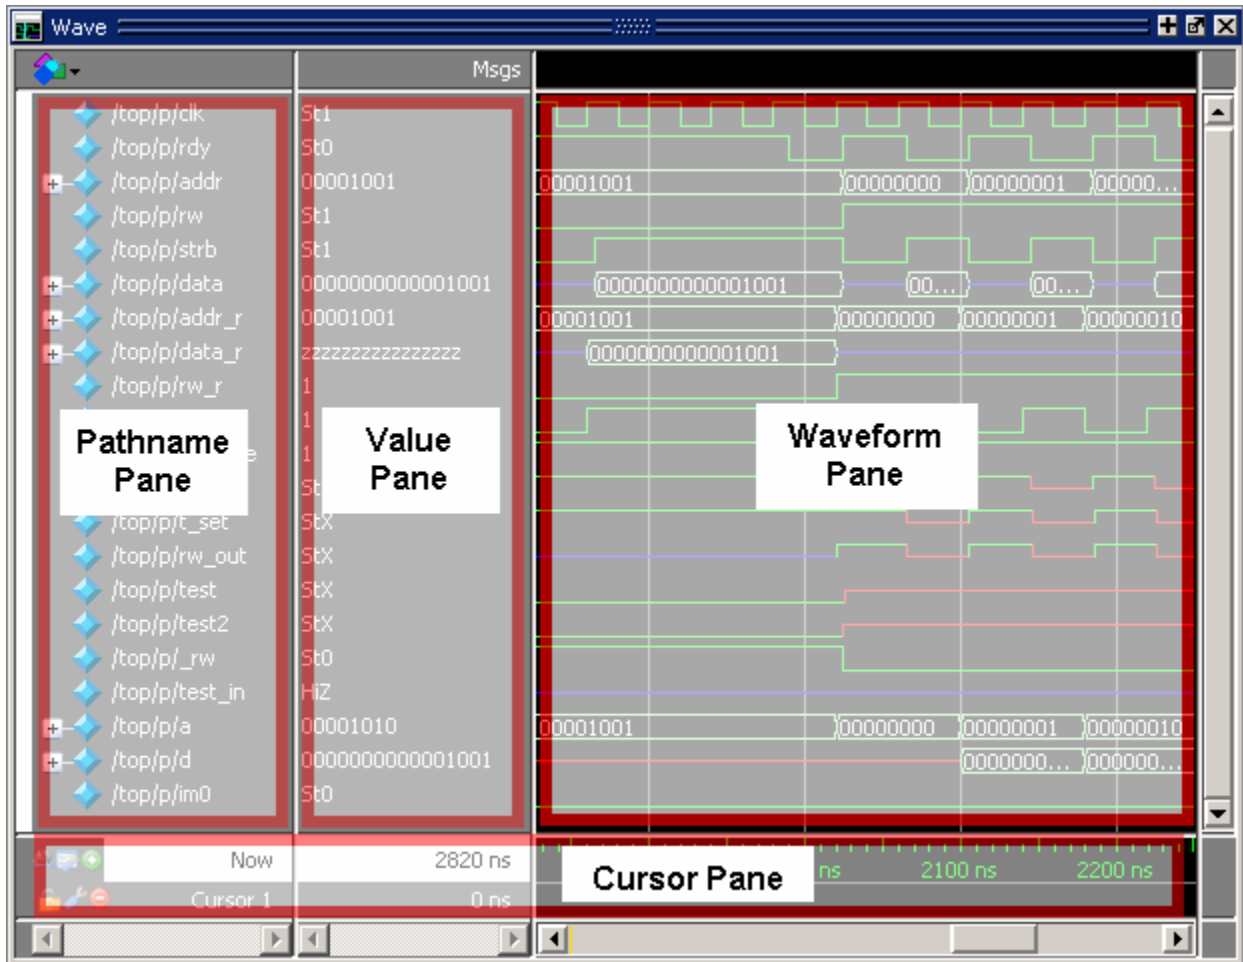 Wave
Msgs
/top/p/clk St1
/top/p/rdy St0
/top/p/addr 00001001 00001001 00000000 00000001 00000...
/top/p/rw St1
/top/p/strb St1
/top/p/data 0000000000001001 0000000000001001 00... 00...
/top/p/addr_r 00001001 00001001 00000000 00000001 00000010
/top/p/data_r zzzzzzzzzzzzzzzz 0000000000001001
/top/p/rw_r 1
1
Pathname Pane
Value Pane
Waveform Pane
e 1
St
/top/p/t_set StX
/top/p/rw_out StX
/top/p/test StX
/top/p/test2 StX
/top/p/_rw St0
/top/p/test_in HiZ
/top/p/a 00001010 00001001 00000000 00000001 00000010
/top/p/d 0000000000001001 0000000... 000000...
/top/p/im0 St0
Now 2820 ns
Cursor Pane
ns 2100 ns 2200 ns
Cursor 1 0 ns